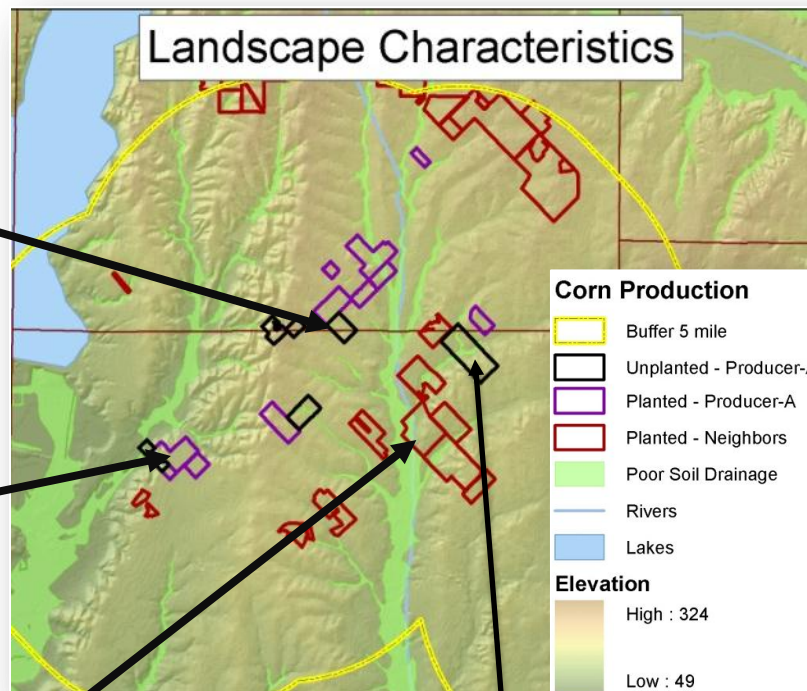 Landscape Characteristics
Corn Production
Buffer 5 mile
Unplanted - Producer-A
Planted - Producer-A
Planted - Neighbors
Poor Soil Drainage
Rivers
Lakes
Elevation
High : 324
Low : 49